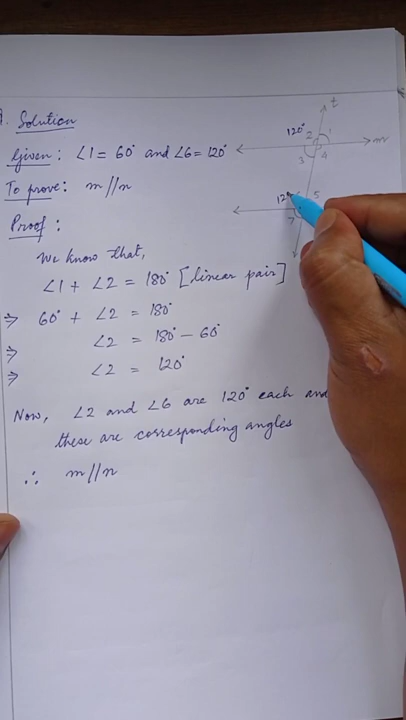 Solution
Given: ∠1 = 60° and ∠6 = 120°
To prove: m//n
Proof:
We know that,
∠1 + ∠2 = 180° [linear pair]
⇒ 60° + ∠2 = 180°
⇒ ∠2 = 180° - 60°
⇒ ∠2 = 120°
Now, ∠2 and ∠6 are 120° each and
these are corresponding angles
∴ m//n
t
120° 2 1
m
3 4
12
5
7